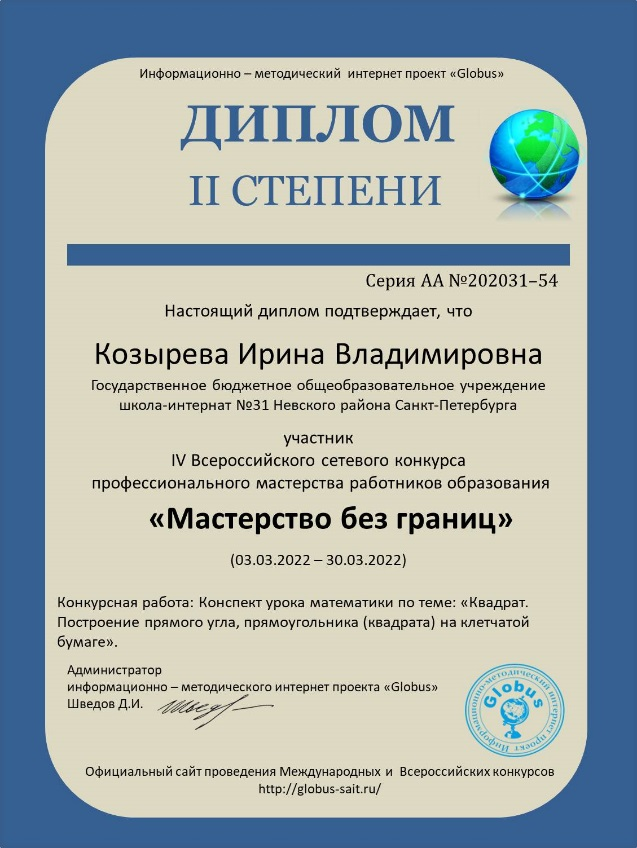 Информационно – методический интернет проект «Globus»
ДИПЛОМ
II СТЕПЕНИ
Серия АА №202031–54
Настоящий диплом подтверждает, что
Козырева Ирина Владимировна
Государственное бюджетное общеобразовательное учреждение
школа-интернат №31 Невского района Санкт-Петербурга
участник
IV Всероссийского сетевого конкурса
профессионального мастерства работников образования
«Мастерство без границ»
(03.03.2022 – 30.03.2022)
Конкурсная работа: Конспект урока математики по теме: «Квадрат.
Построение прямого угла, прямоугольника (квадрата) на клетчатой
бумаге».
Администратор
информационно – методического интернет проекта «Globus»
Шведов Д.И.
Шведов
Информационно-методический интернет проект
Globus
Официальный сайт проведения Международных и Всероссийских конкурсов
http://globus-sait.ru/